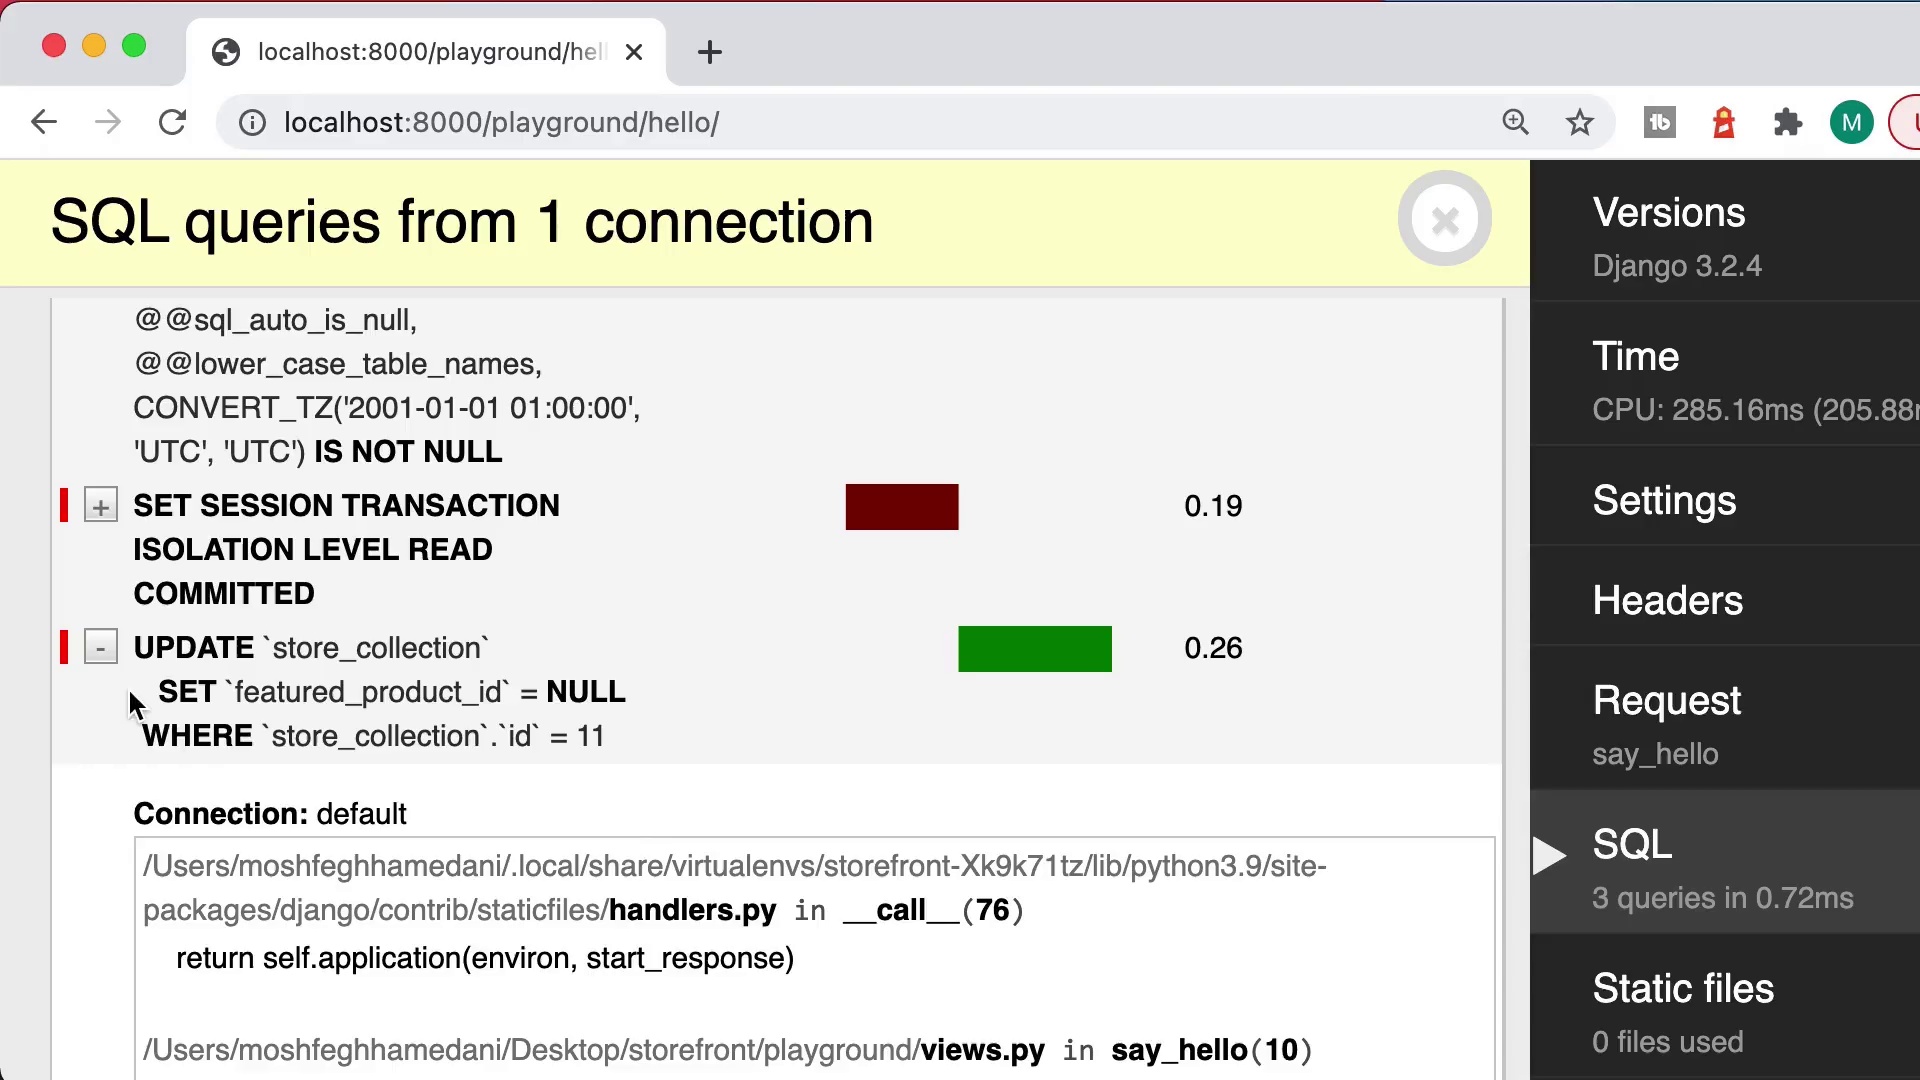 localhost:8000/playground/hel
localhost:8000/playground/hello/
M
SQL queries from 1 connection
@@sql_auto_is_null,
@@lower_case_table_names,
CONVERT_TZ('2001-01-01 01:00:00',
'UTC', 'UTC') IS NOT NULL
+ SET SESSION TRANSACTION 0.19
ISOLATION LEVEL READ
COMMITTED
- UPDATE `store_collection` 0.26
SET `featured_product_id` = NULL
WHERE `store_collection`.`id` = 11
Connection: default
/Users/moshfeghhamedani/.local/share/virtualenvs/storefront-Xk9k71tz/lib/python3.9/site-
packages/django/contrib/staticfiles/handlers.py in __call__(76)
return self.application(environ, start_response)
/Users/moshfeghhamedani/Desktop/storefront/playground/views.py in say_hello(10)
Versions
Django 3.2.4
Time
CPU: 285.16ms (205.88
Settings
Headers
Request
say_hello
SQL
3 queries in 0.72ms
Static files
0 files used